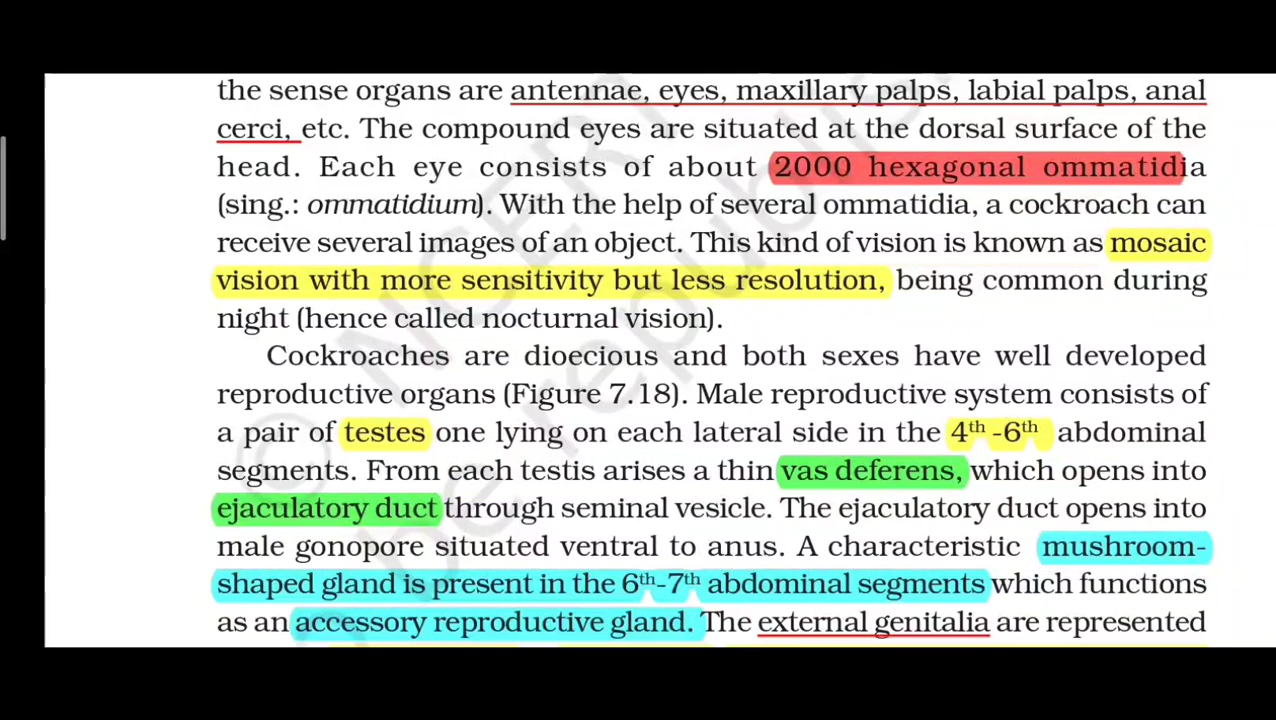 the sense organs are antennae, eyes, maxillary palps, labial palps, anal
cerci, etc. The compound eyes are situated at the dorsal surface of the
head. Each eye consists of about 2000 hexagonal ommatidia
(sing.: ommatidium). With the help of several ommatidia, a cockroach can
receive several images of an object. This kind of vision is known as mosaic
vision with more sensitivity but less resolution, being common during
night (hence called nocturnal vision).
Cockroaches are dioecious and both sexes have well developed
reproductive organs (Figure 7.18). Male reproductive system consists of
a pair of testes one lying on each lateral side in the 4th -6th abdominal
segments. From each testis arises a thin vas deferens, which opens into
ejaculatory duct through seminal vesicle. The ejaculatory duct opens into
male gonopore situated ventral to anus. A characteristic mushroom-
shaped gland is present in the 6th-7th abdominal segments which functions
as an accessory reproductive gland. The external genitalia are represented
© NCERT
be republis